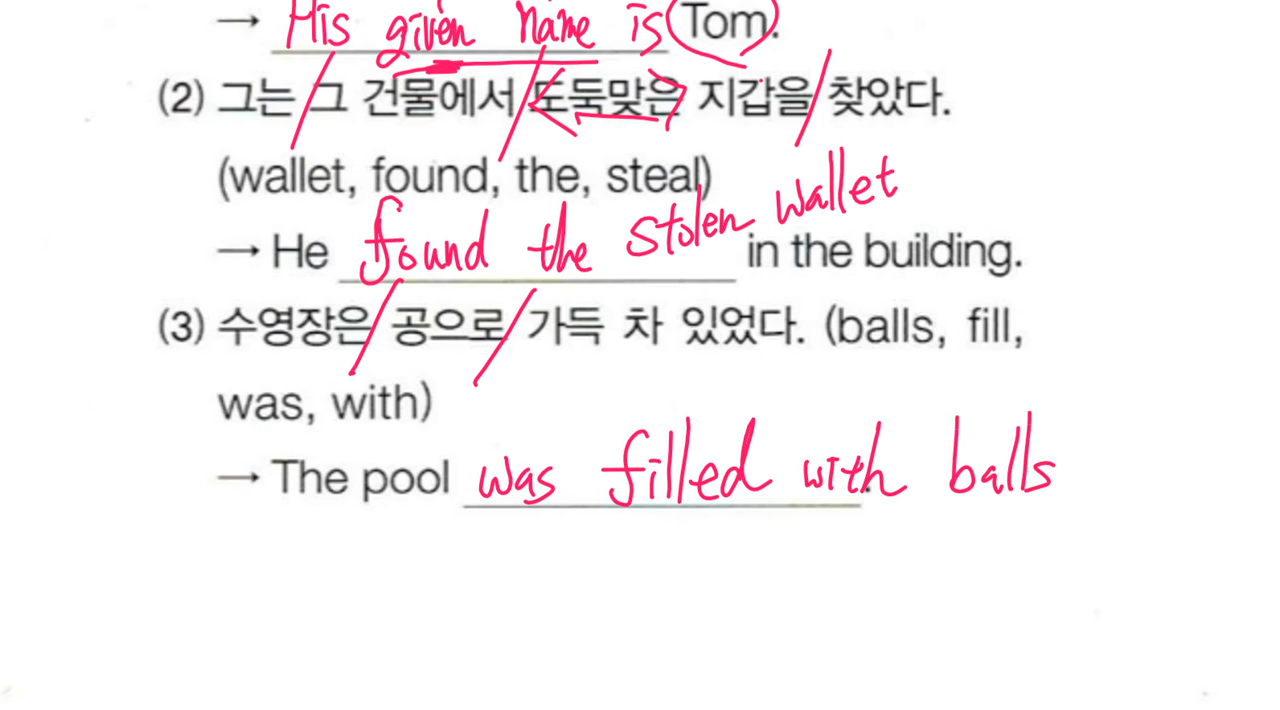 → His given name is Tom.
(2) 그는 그 건물에서 도둑맞은 지갑을 찾았다.
(wallet, found, the, steal)
→ He found the stolen wallet in the building.
(3) 수영장은 공으로 가득 차 있었다. (balls, fill,
was, with)
→ The pool was filled with balls.